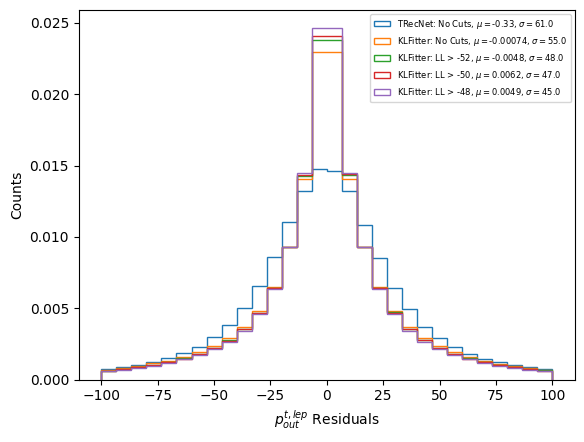 0.025
0.020
0.015
0.010
0.005
0.000
Counts
TRecNet: No Cuts, μ = -0.33, σ = 61.0
KLFitter: No Cuts, μ = -0.00074, σ = 55.0
KLFitter: LL > -52, μ = -0.0048, σ = 48.0
KLFitter: LL > -50, μ = 0.0062, σ = 47.0
KLFitter: LL > -48, μ = 0.0049, σ = 45.0
−100 −75 −50 −25 0 25 50 75 100
$p_{out}^{t,lep}$ Residuals